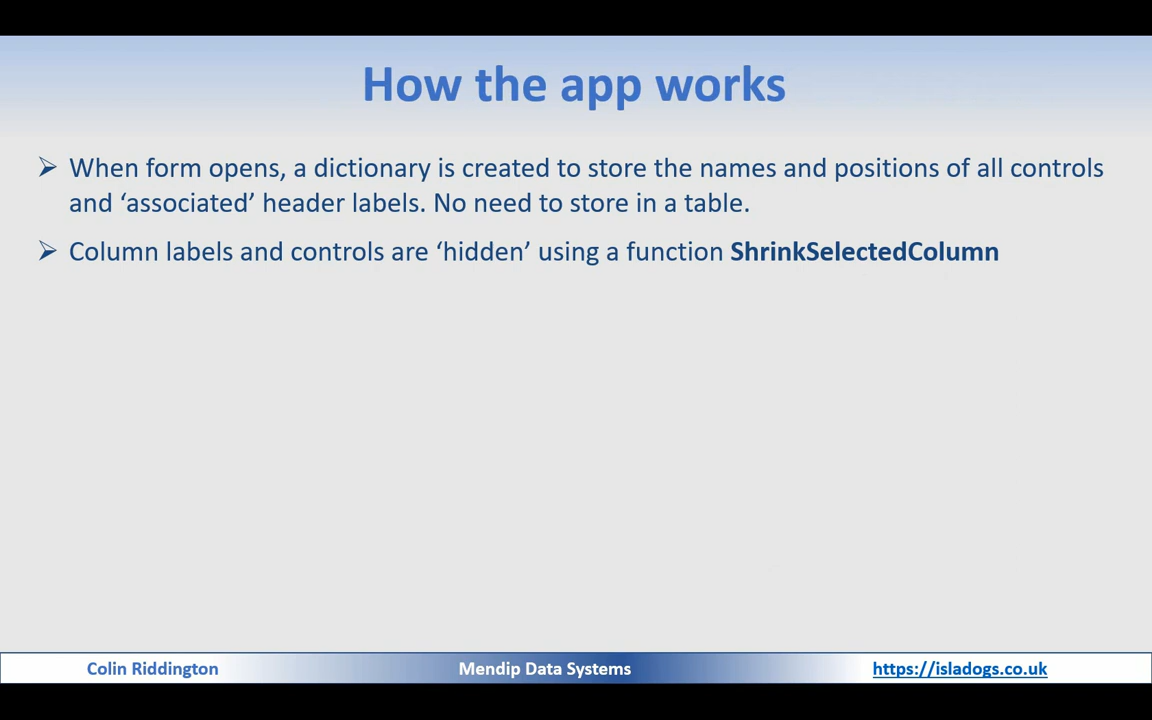 How the app works
➢ When form opens, a dictionary is created to store the names and positions of all controls
and ‘associated’ header labels. No need to store in a table.
➢ Column labels and controls are ‘hidden’ using a function ShrinkSelectedColumn
Colin Riddington
Mendip Data Systems
https://isladogs.co.uk